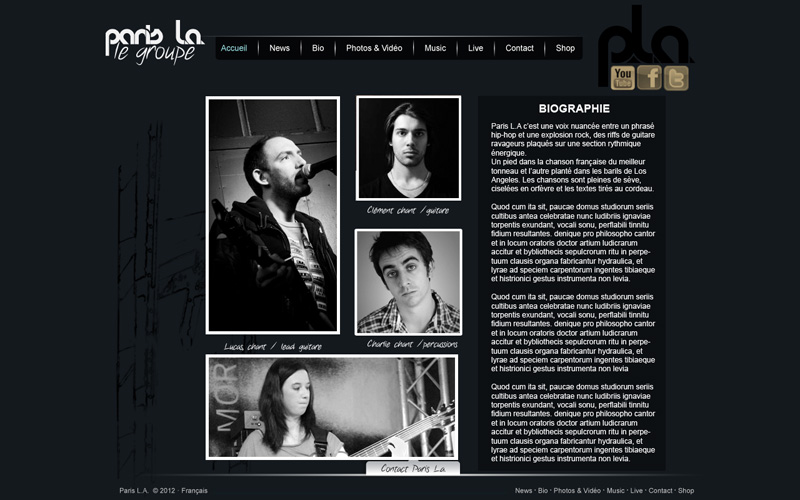 paris la.
le groupe
Accueil News Bio Photos & Vidéo Music Live Contact Shop
pla.
You Tube f t
Clément chant / guitare
Lucas, chant / lead guitare
Charlie chant / percussions
MOR
Contact Paris La.
BIOGRAPHIE
Paris L.A c'est une voix nuancée entre un phrasé
hip-hop et une explosion rock, des riffs de guitare
ravageurs plaqués sur une section rythmique
énergique.
Un pied dans la chanson française du meilleur
tonneau et l'autre planté dans les barils de Los
Angeles. Les chansons sont pleines de sève,
ciselées en orfèvre et les textes tirés au cordeau.
Quod cum ita sit, paucae domus studiorum seriis
cultibus antea celebratae nunc ludibriis ignaviae
torpentis exundant, vocali sonu, perflabili tinnitu
fidium resultantes. denique pro philosopho cantor
et in locum oratoris doctor artium ludicrarum
accitur et bybliothecis sepulcrorum ritu in perpe-
tuum clausis organa fabricantur hydraulica, et
lyrae ad speciem carpentorum ingentes tibiaeque
et histrionici gestus instrumenta non levia.
Quod cum ita sit, paucae domus studiorum seriis
cultibus antea celebratae nunc ludibriis ignaviae
torpentis exundant, vocali sonu, perflabili tinnitu
fidium resultantes. denique pro philosopho cantor
et in locum oratoris doctor artium ludicrarum
accitur et bybliothecis sepulcrorum ritu in perpe-
tuum clausis organa fabricantur hydraulica, et
lyrae ad speciem carpentorum ingentes tibiaeque
et histrionici gestus instrumenta non levia
Quod cum ita sit, paucae domus studiorum seriis
cultibus antea celebratae nunc ludibriis ignaviae
torpentis exundant, vocali sonu, perflabili tinnitu
fidium resultantes. denique pro philosopho cantor
et in locum oratoris doctor artium ludicrarum
accitur et bybliothecis sepulcrorum ritu in perpe-
tuum clausis organa fabricantur hydraulica, et
lyrae ad speciem carpentorum ingentes tibiaeque
et histrionici gestus instrumenta non levia.
Paris L.A. © 2012 · Français
News · Bio · Photos & Vidéo · Music · Live · Contact · Shop